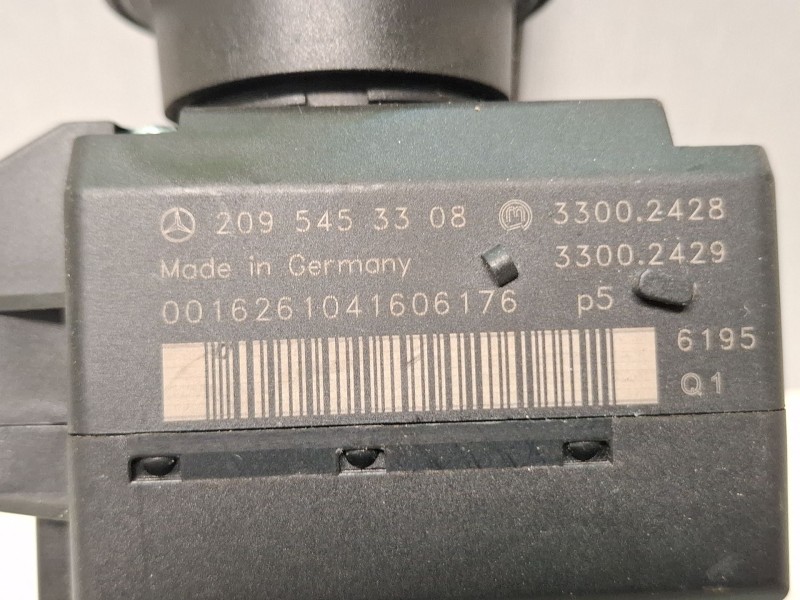 209 545 33 08 M 3300.2428
Made in Germany 3300.2429
0016261041606176 p5
6195
Q1